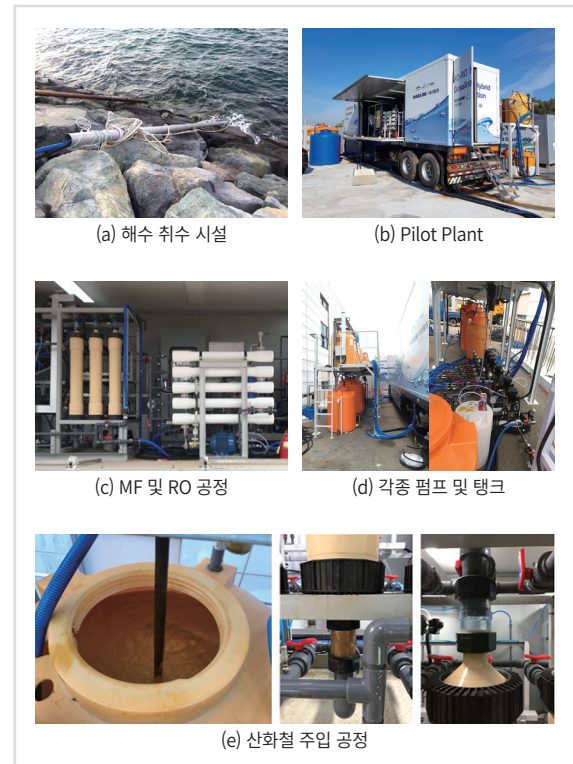 (a) 해수 취수 시설
(b) Pilot Plant
(c) MF 및 RO 공정
(d) 각종 펌프 및 탱크
(e) 산화철 주입 공정